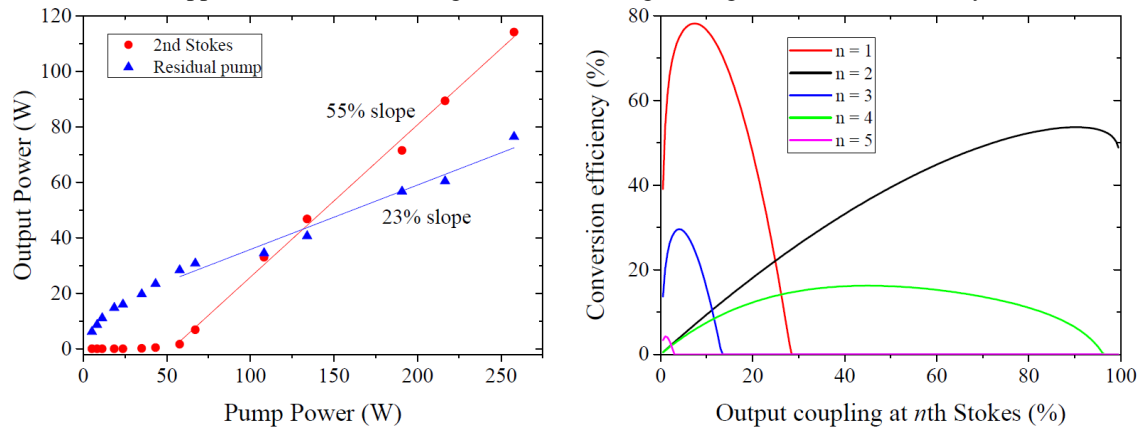 120
100
80
60
40
20
0
Output Power (W)
2nd Stokes
Residual pump
55% slope
23% slope
0
50
100
150
200
250
Pump Power (W)
80
60
40
20
0
Conversion efficiency (%)
n = 1
n = 2
n = 3
n = 4
n = 5
0
20
40
60
80
100
Output coupling at nth Stokes (%)